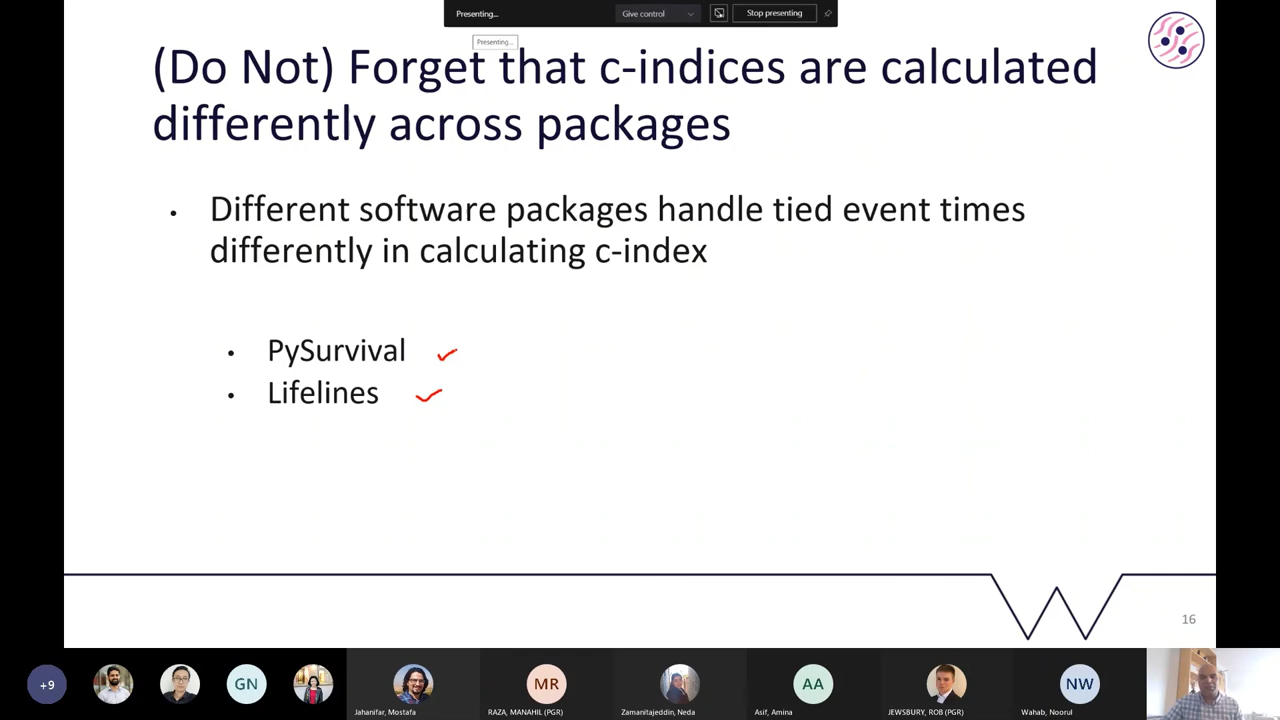 Presenting...
Give control
Stop presenting
Presenting...
(Do Not) Forget that c-indices are calculated
differently across packages
• Different software packages handle tied event times
differently in calculating c-index
• PySurvival
• Lifelines
16
+9
GN
MR
AA
NW
Jahanifar, Mostafa
RAZA, MANAHIL (PGR)
Zamanitajeddin, Neda
Asif, Amina
JEWSBURY, ROB (PGR)
Wahab, Noorul